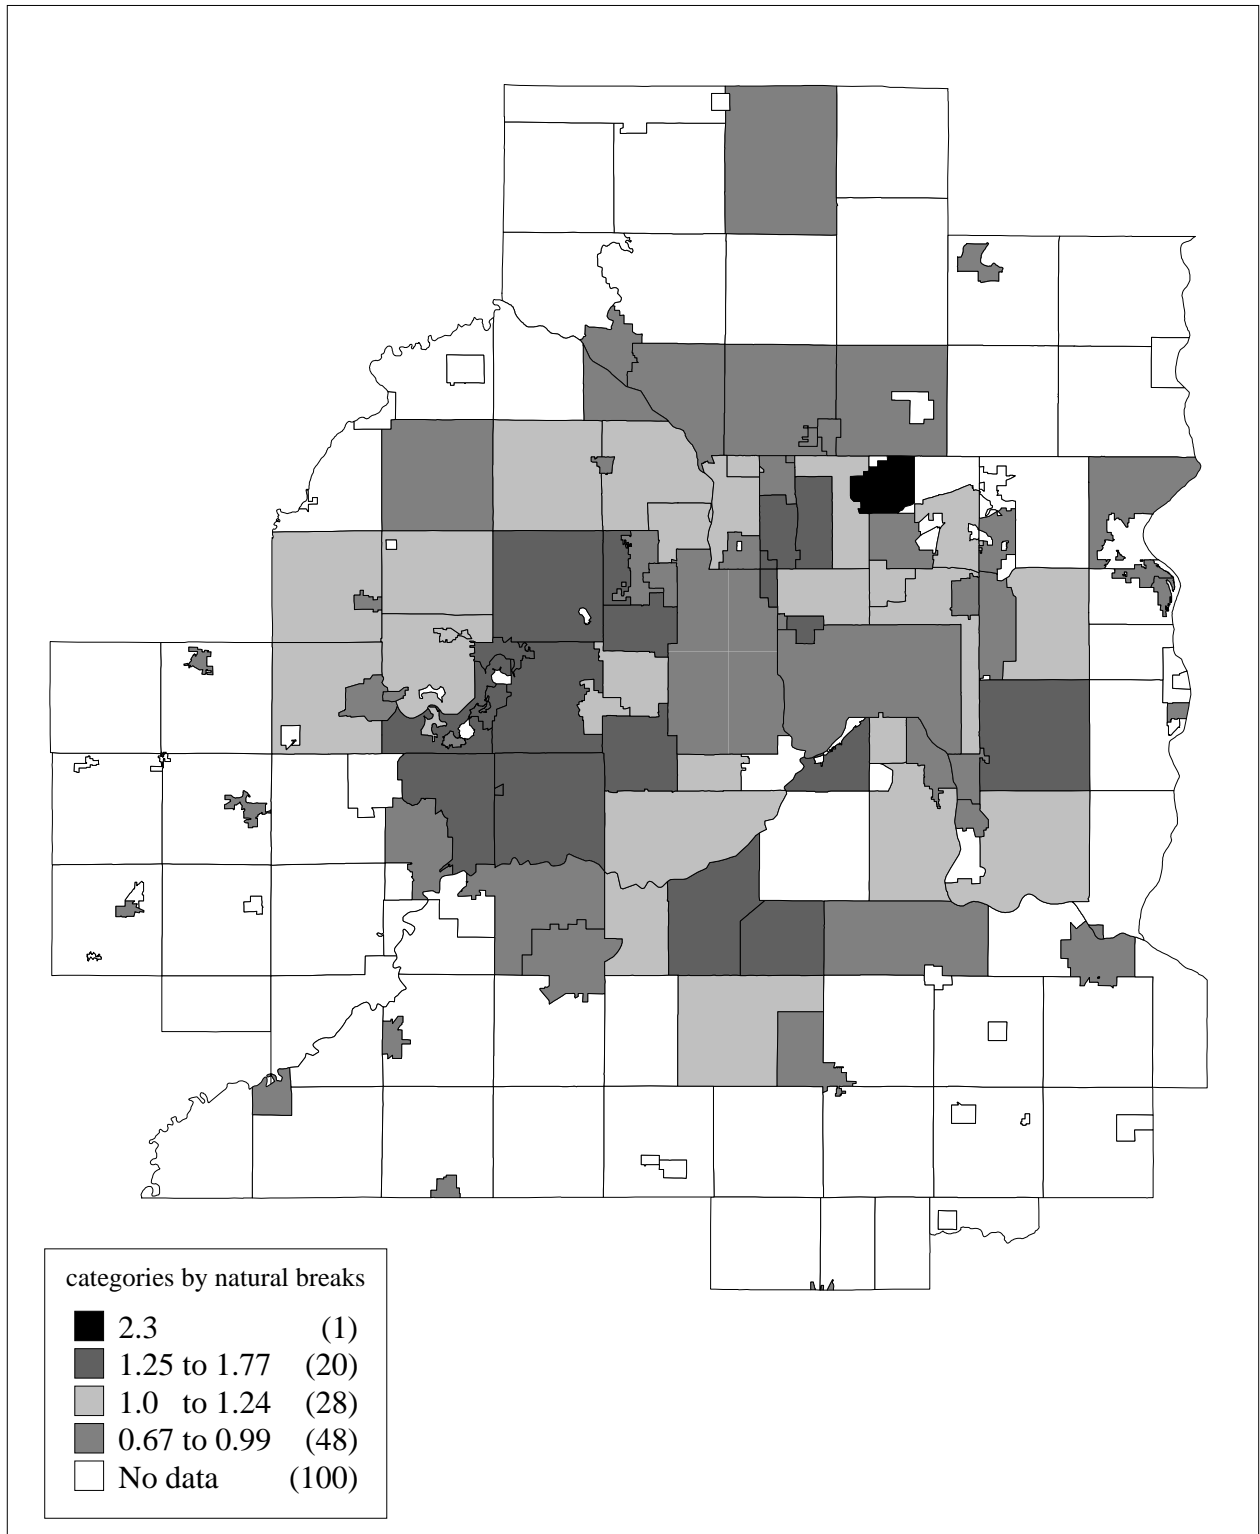 categories by natural breaks
2.3 (1)
1.25 to 1.77 (20)
1.0 to 1.24 (28)
0.67 to 0.99 (48)
No data (100)